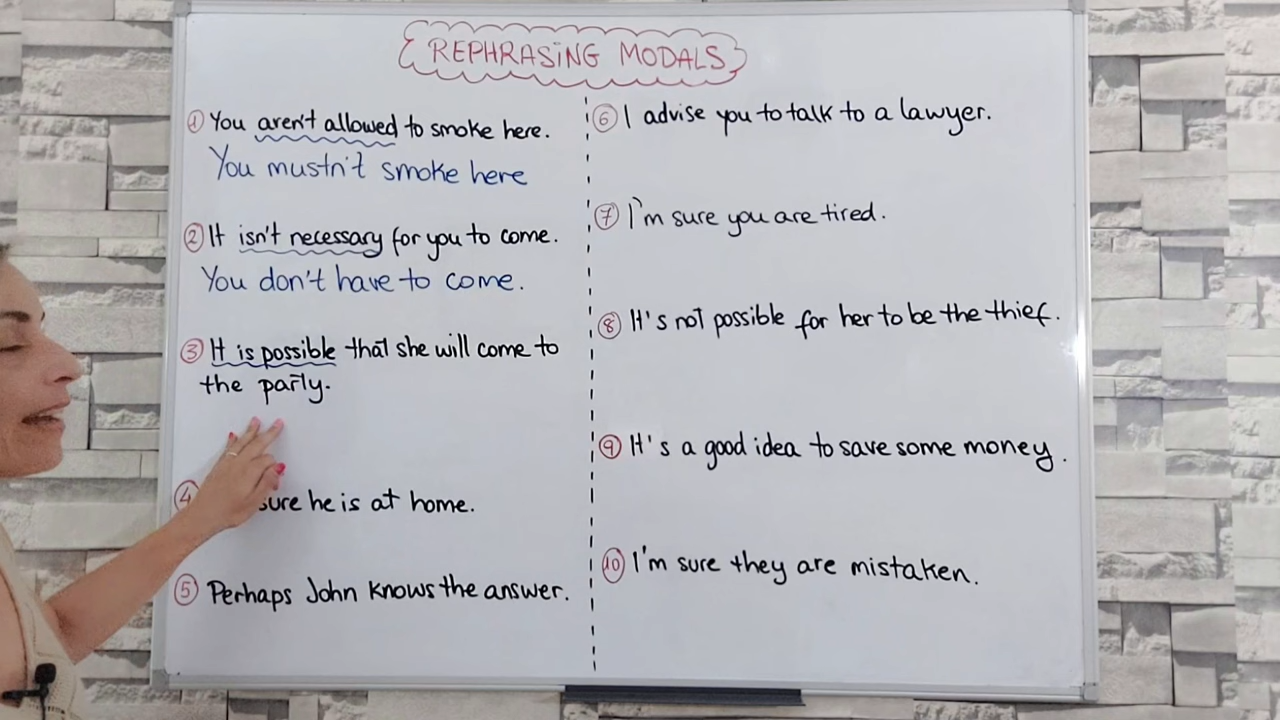 REPHRASING MODALS
1 You aren't allowed to smoke here.
You mustn't smoke here
2 It isn't necessary for you to come.
You don't have to come.
3 It is possible that she will come to
the party.
4 sure he is at home.
5 Perhaps John knows the answer.
6 I advise you to talk to a lawyer.
7 I'm sure you are tired.
8 It's not possible for her to be the thief.
9 It's a good idea to save some money.
10 I'm sure they are mistaken.